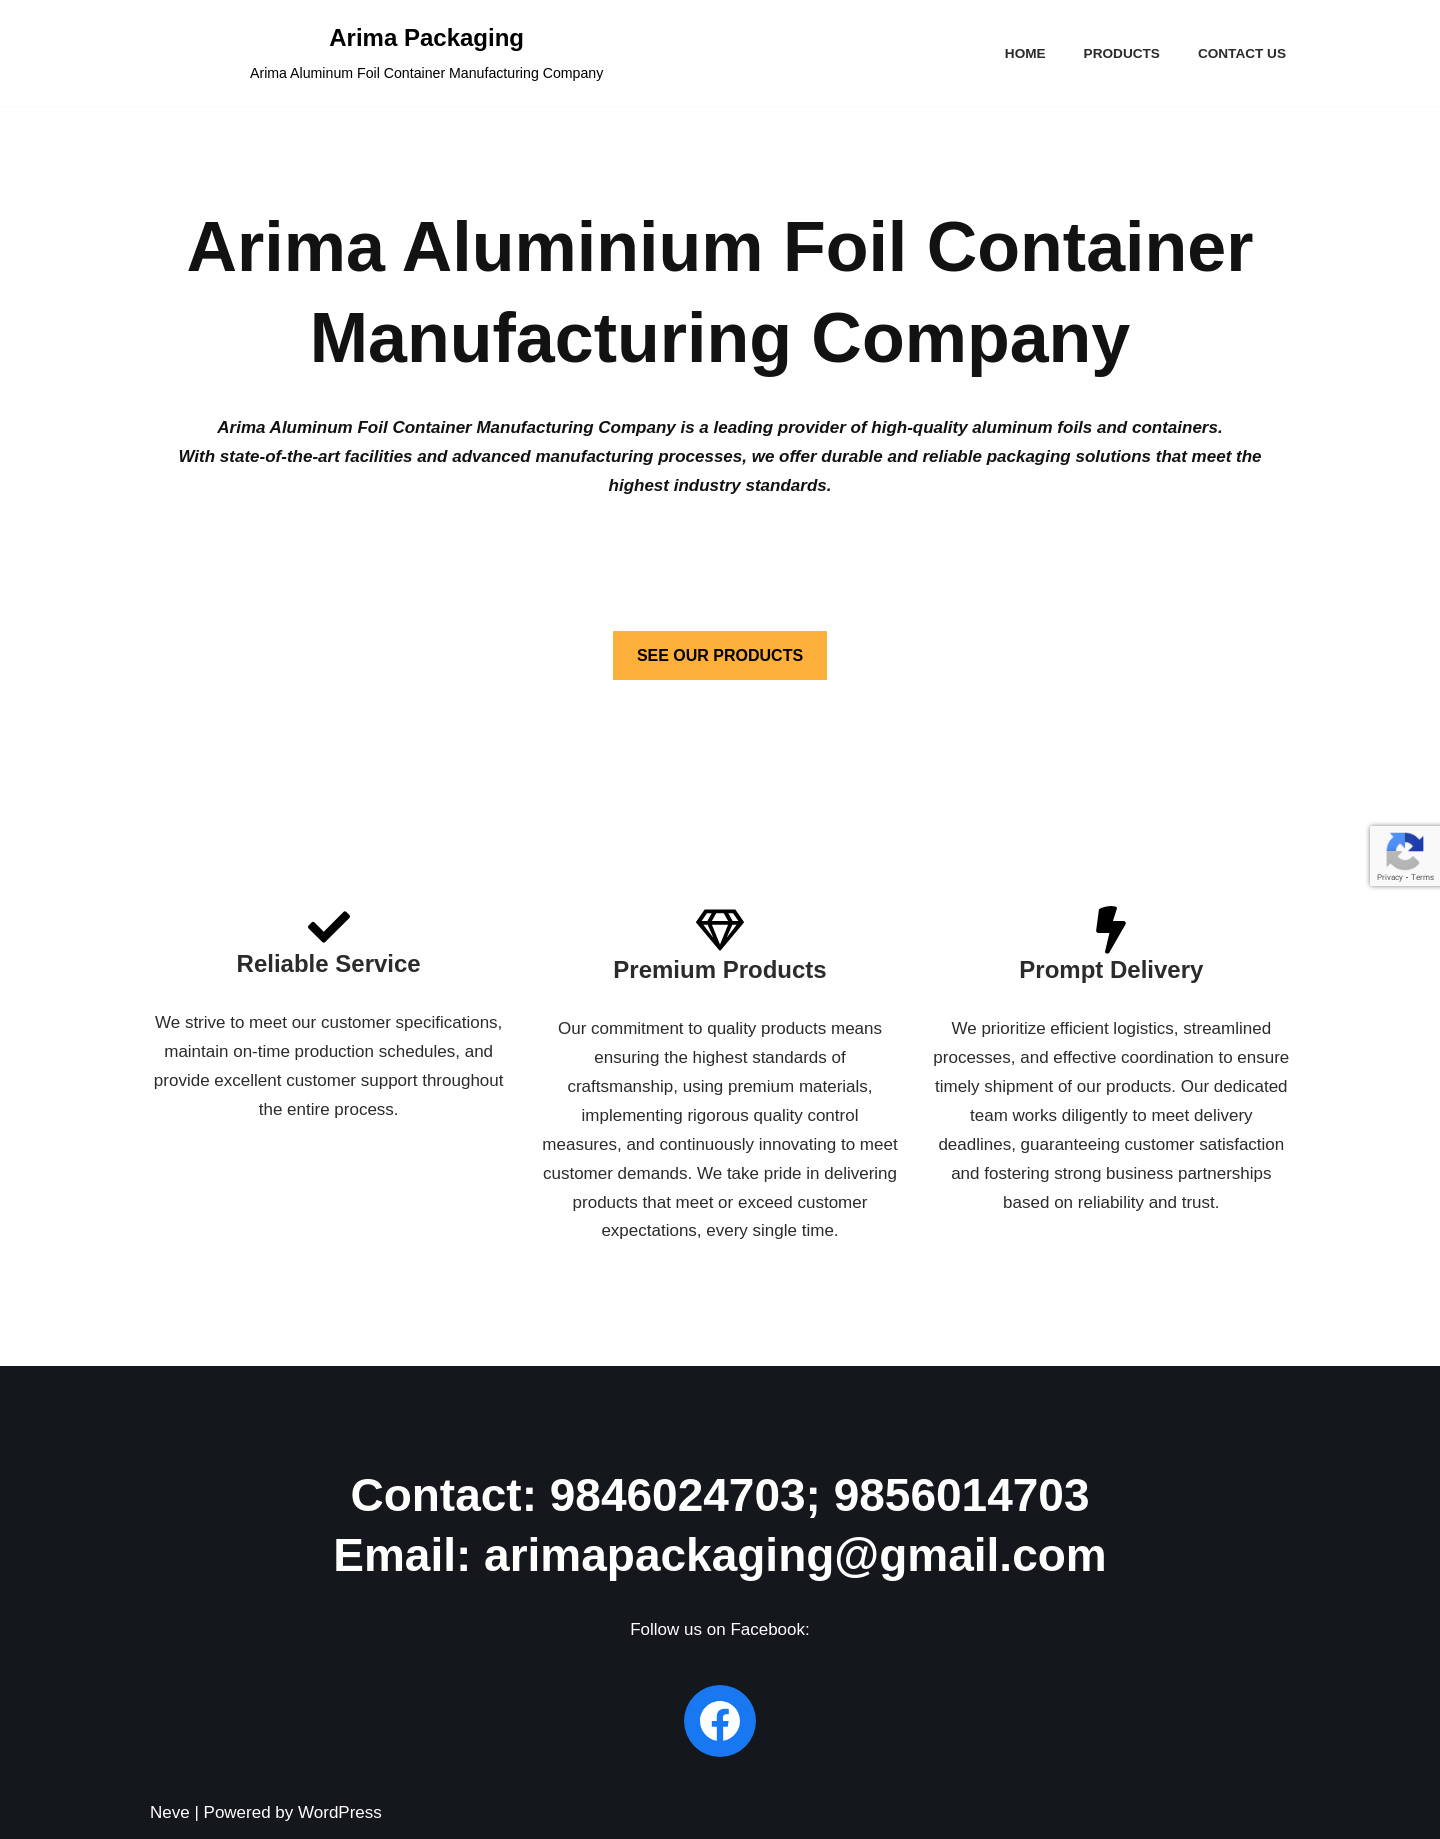 Arima Packaging
Arima Aluminum Foil Container Manufacturing Company
HOME PRODUCTS CONTACT US
Arima Aluminium Foil Container
Manufacturing Company
Arima Aluminum Foil Container Manufacturing Company is a leading provider of high-quality aluminum foils and containers.
With state-of-the-art facilities and advanced manufacturing processes, we offer durable and reliable packaging solutions that meet the
highest industry standards.
SEE OUR PRODUCTS
Privacy - Terms
Reliable Service
We strive to meet our customer specifications,
maintain on-time production schedules, and
provide excellent customer support throughout
the entire process.
Premium Products
Our commitment to quality products means
ensuring the highest standards of
craftsmanship, using premium materials,
implementing rigorous quality control
measures, and continuously innovating to meet
customer demands. We take pride in delivering
products that meet or exceed customer
expectations, every single time.
Prompt Delivery
We prioritize efficient logistics, streamlined
processes, and effective coordination to ensure
timely shipment of our products. Our dedicated
team works diligently to meet delivery
deadlines, guaranteeing customer satisfaction
and fostering strong business partnerships
based on reliability and trust.
Contact: 9846024703; 9856014703
Email: arimapackaging@gmail.com
Follow us on Facebook:
Neve | Powered by WordPress